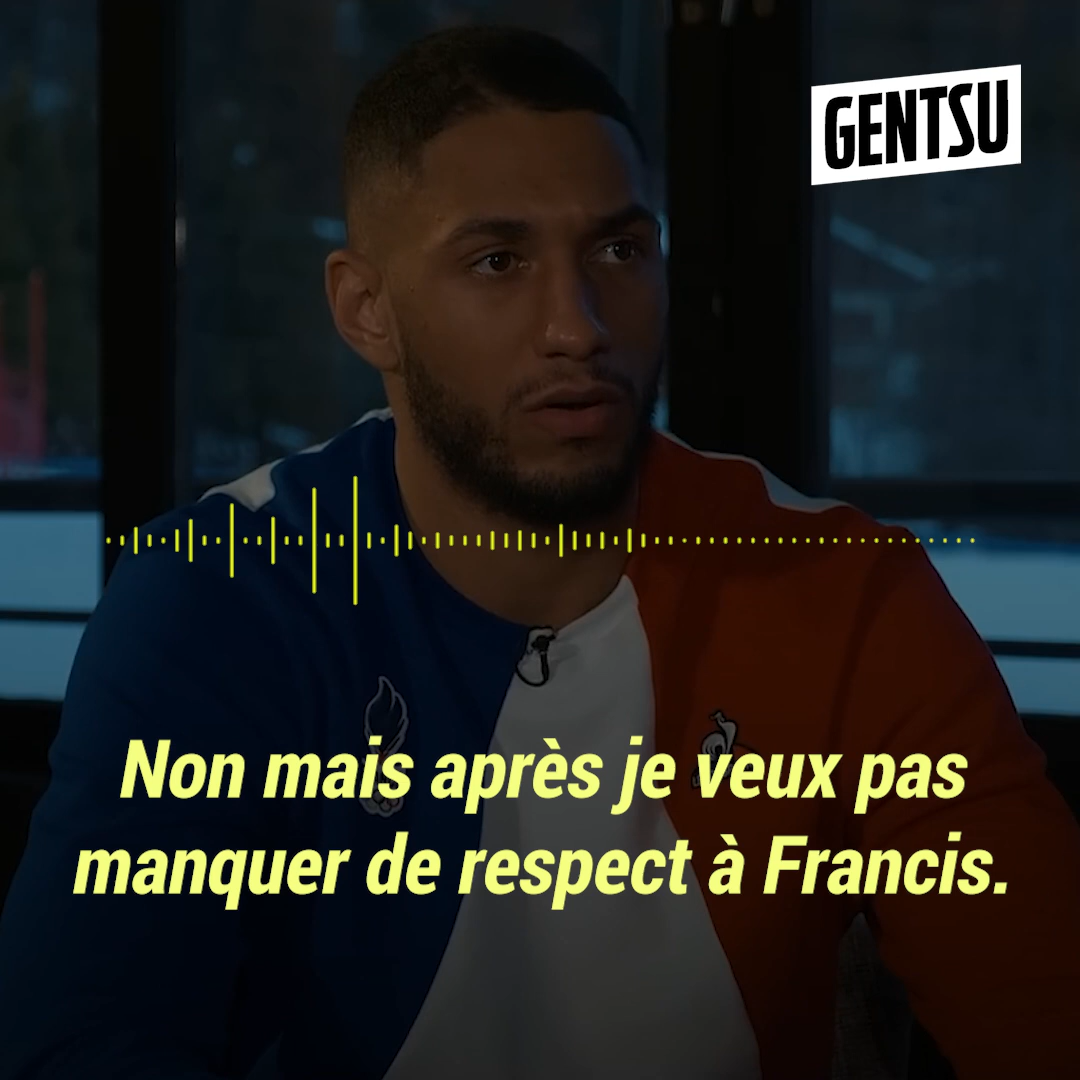 GENTSU
Non mais après je veux pas
manquer de respect à Francis.